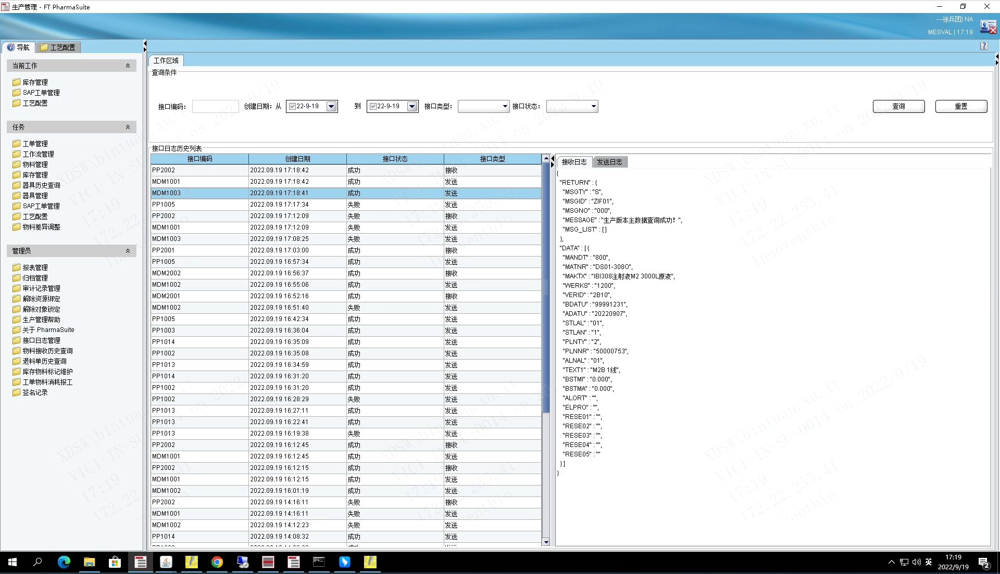 生产管理 - FT PharmaSuite
---徐兵团| NA
MESVAL | 17:19
导航
工艺配置
当前工作
库存管理
SAP工单管理
工艺配置
任务
工单管理
工作流管理
物料管理
库存管理
器具历史查询
器具管理
SAP工单管理
工艺配置
物料差异调整
管理员
报表管理
归档管理
审计记录管理
解除资源绑定
解除对象锁定
生产管理帮助
关于 PharmaSuite
接口日志管理
物料接收历史查询
退料单历史查询
库存物料标记维护
工单物料消耗报工
签名记录
工作区域
查询条件
接口编码: 创建日期: 从 22-9-19 到 22-9-19 接口类型: 接口状态: 查询 重置
接口日志历史列表
接口编码 创建日期 接口状态 接口类型
PP2002 2022.09.19 17:18:42 成功 接收
MDM1001 2022.09.19 17:18:42 成功 发送
MDM1003 2022.09.19 17:18:41 成功 发送
PP1005 2022.09.19 17:17:34 失败 发送
PP2002 2022.09.19 17:12:09 失败 接收
MDM1001 2022.09.19 17:12:09 失败 发送
MDM1003 2022.09.19 17:08:25 失败 发送
PP2001 2022.09.19 17:03:00 成功 接收
PP1005 2022.09.19 16:57:34 成功 发送
MDM2002 2022.09.19 16:56:37 成功 接收
MDM1002 2022.09.19 16:55:06 成功 发送
MDM2001 2022.09.19 16:52:16 成功 接收
MDM1002 2022.09.19 16:51:40 失败 发送
PP1005 2022.09.19 16:42:34 成功 发送
PP1003 2022.09.19 16:36:04 成功 发送
PP1014 2022.09.19 16:35:09 成功 发送
PP1002 2022.09.19 16:35:08 成功 发送
PP1013 2022.09.19 16:34:59 成功 发送
PP1014 2022.09.19 16:31:20 成功 发送
PP1002 2022.09.19 16:31:20 成功 发送
PP1002 2022.09.19 16:28:29 失败 发送
PP1013 2022.09.19 16:27:11 成功 发送
PP1013 2022.09.19 16:22:41 成功 发送
PP1013 2022.09.19 16:19:38 失败 发送
PP2002 2022.09.19 16:12:45 成功 接收
MDM1001 2022.09.19 16:12:45 成功 发送
PP2002 2022.09.19 16:12:15 成功 接收
MDM1001 2022.09.19 16:12:15 成功 发送
MDM1002 2022.09.19 16:01:19 成功 发送
PP2002 2022.09.19 14:16:11 失败 接收
MDM1001 2022.09.19 14:16:11 失败 发送
MDM1002 2022.09.19 14:12:23 失败 发送
PP1014 2022.09.19 14:08:32 成功 发送
接收日志 发送日志
{
"RETURN" : {
"MSGTY" : "S",
"MSGID" : "ZIF01",
"MSGNO" : "000",
"MESSAGE" : "生产版本主数据查询成功！",
"MSG_LIST" : [ ]
},
"DATA" : [ {
"MANDT" : "800",
"MATNR" : "DS01-308O",
"MAKTX" : "IBI308注射液M2 3000L原液",
"WERKS" : "1200",
"VERID" : "2B10",
"BDATU" : "99991231",
"ADATU" : "20220907",
"STLAL" : "01",
"STLAN" : "1",
"PLNTY" : "2",
"PLNNR" : "50000753",
"ALNAL" : "01",
"TEXT1" : "M2B 1线",
"BSTMI" : "0.000",
"BSTMA" : "0.000",
"ALORT" : "",
"ELPRO" : "",
"RESE01" : "",
"RESE02" : "",
"RESE03" : "",
"RESE04" : "",
"RESE05" : ""
} ]
}
XDSW\bintuan.xu.it
V1C1-IN-SU-0014 on 2022/9/19
17:19
172.22.255.41
Innoventbio
英
17:19
2022/9/19
2